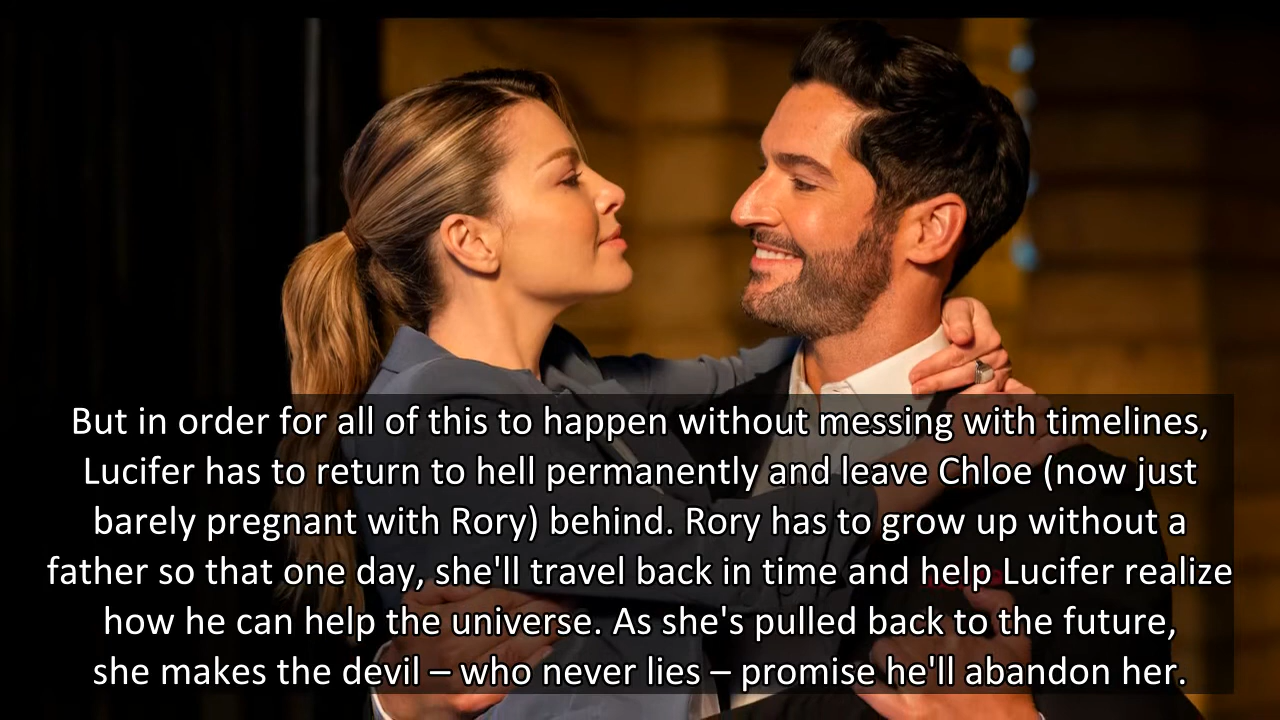 But in order for all of this to happen without messing with timelines,
Lucifer has to return to hell permanently and leave Chloe (now just
barely pregnant with Rory) behind. Rory has to grow up without a
father so that one day, she'll travel back in time and help Lucifer realize
how he can help the universe. As she's pulled back to the future,
she makes the devil – who never lies – promise he'll abandon her.